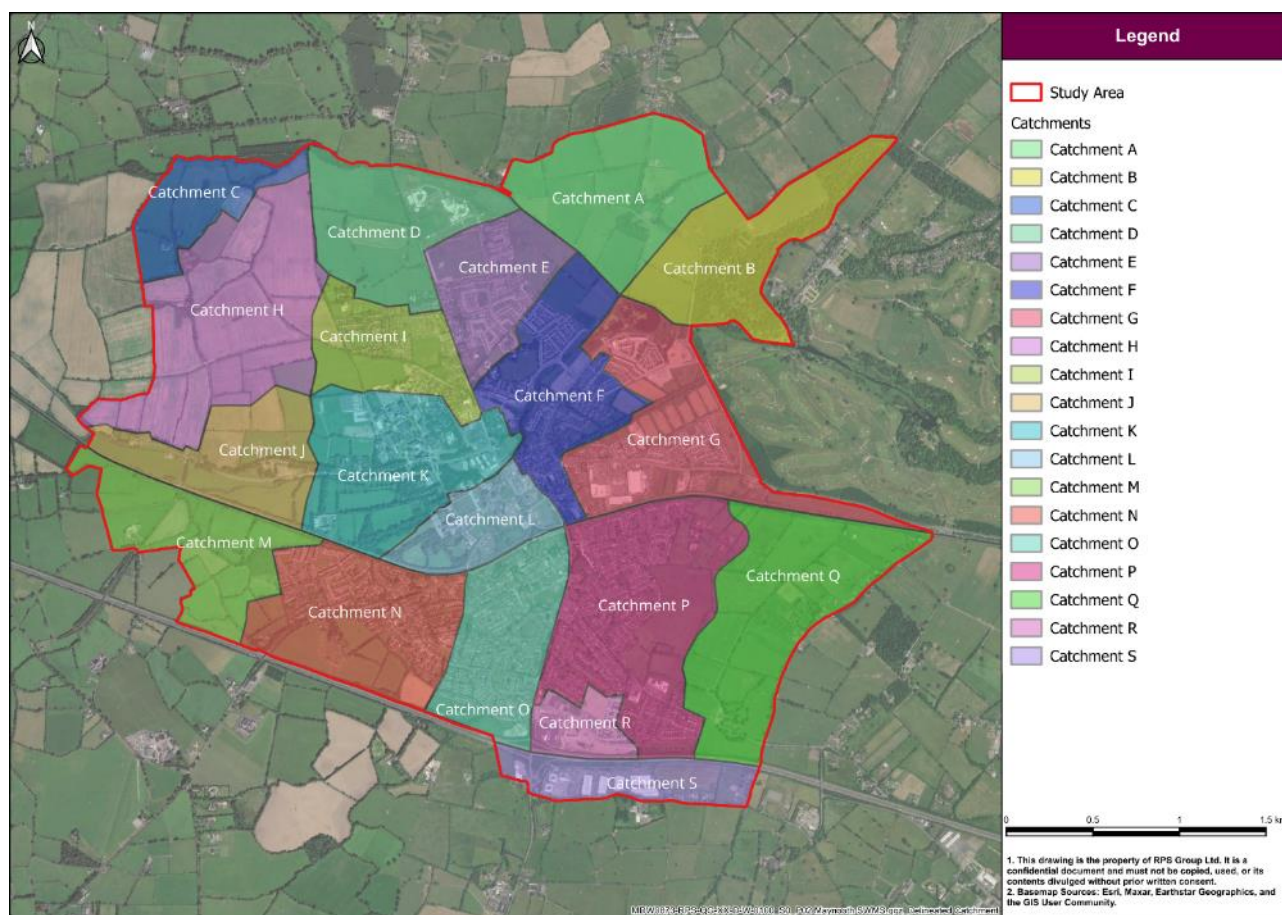 N
Catchment A
Catchment C
Catchment D
Catchment E
Catchment B
Catchment H
Catchment I
Catchment F
Catchment G
Catchment J
Catchment K
Catchment L
Catchment M
Catchment Q
Catchment N
Catchment P
Catchment O
Catchment R
Catchment S
Legend
Study Area
Catchments
Catchment A
Catchment B
Catchment C
Catchment D
Catchment E
Catchment F
Catchment G
Catchment H
Catchment I
Catchment J
Catchment K
Catchment L
Catchment M
Catchment N
Catchment O
Catchment P
Catchment Q
Catchment R
Catchment S
0 0.5 1 1.5 km
1. This drawing is the property of RPS Group Ltd. It is a
confidential document and must not be copied, used, or its
contents divulged without prior written consent.
2. Basemap Sources: Esri, Maxar, Earthstar Geographics, and
the GIS User Community.